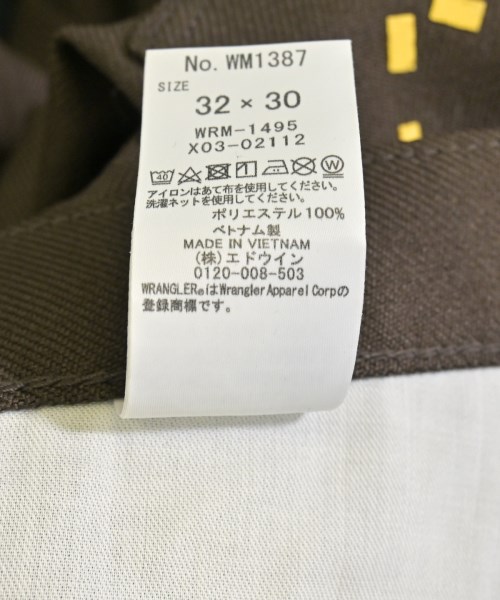 No. WM1387
SIZE
32 × 30
WRM-1495
X03-02112
アイロンはあて布を使用してください。
洗濯ネットを使用してください。
ポリエステル100%
ベトナム製
MADE IN VIETNAM
(株)エドウイン
0120-008-503
WRANGLER®はWrangler Apparel Corpの
登録商標です。